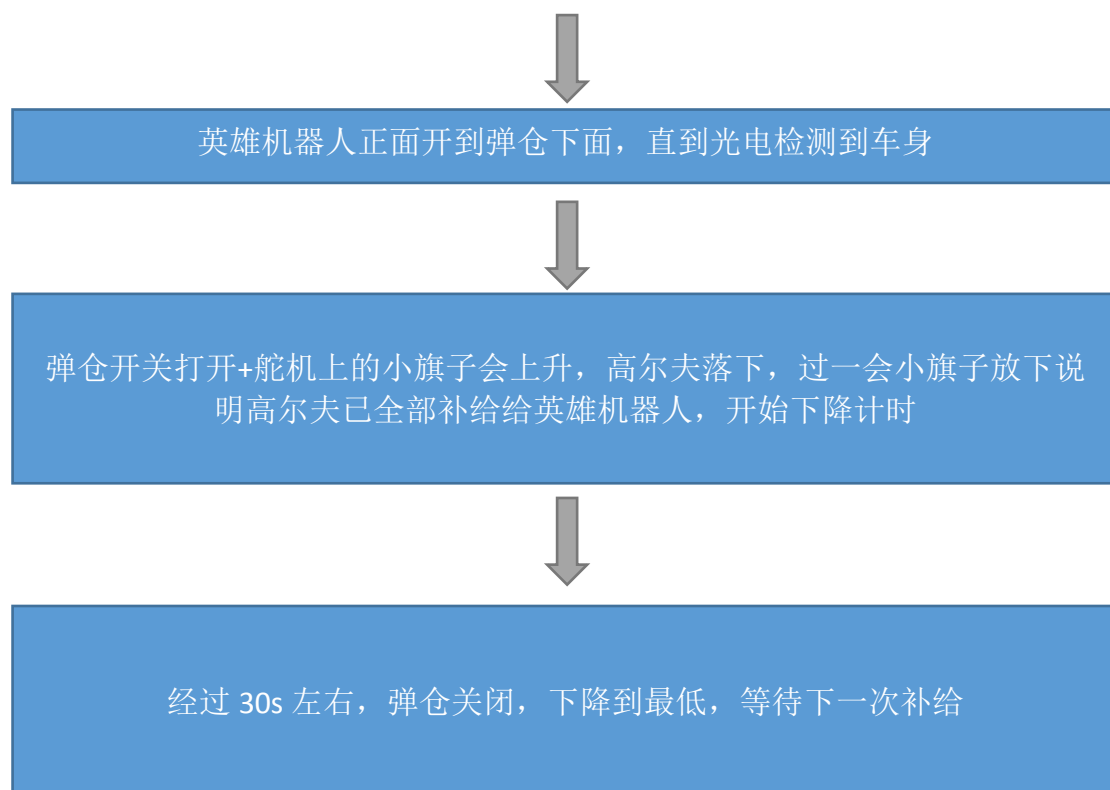 英雄机器人正面开到弹仓下面，直到光电检测到车身
弹仓开关打开+舵机上的小旗子会上升，高尔夫落下，过一会小旗子放下说
明高尔夫已全部补给给英雄机器人，开始下降计时
经过 30s 左右，弹仓关闭，下降到最低，等待下一次补给